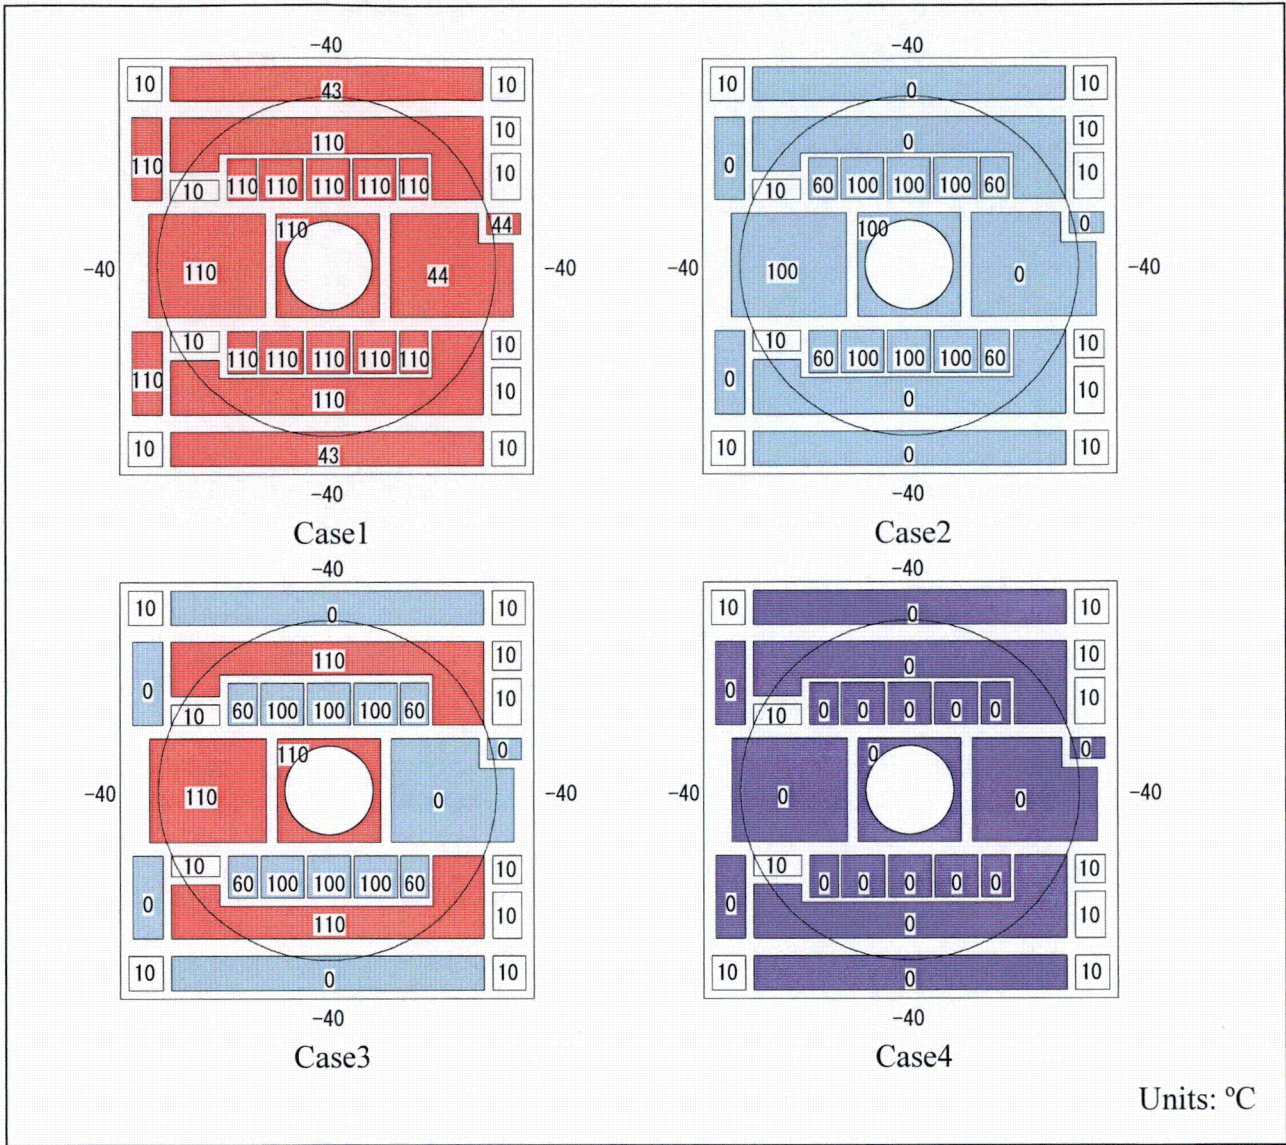 -40 -40
10 43 10 10 0 10
110 110 10 0 0 10
10 110 110 110 110 110 10 10 60 100 100 100 60 10
44 0
-40 110 110 44 -40 -40 100 100 0 -40
10 110 110 110 110 110 10 10 60 100 100 100 60 10
110 110 10 0 0 10
10 43 10 10 0 10
-40 -40
Case1 Case2
-40 -40
10 0 10 10 0 10
0 110 10 0 0 10
10 60 100 100 100 60 10 10 0 0 0 0 0 10
0 0
-40 110 110 0 -40 -40 0 0 0 -40
10 60 100 100 100 60 10 10 0 0 0 0 0 10
0 110 10 0 0 10
10 0 10 10 0 10
-40 -40
Case3 Case4
Units: ºC